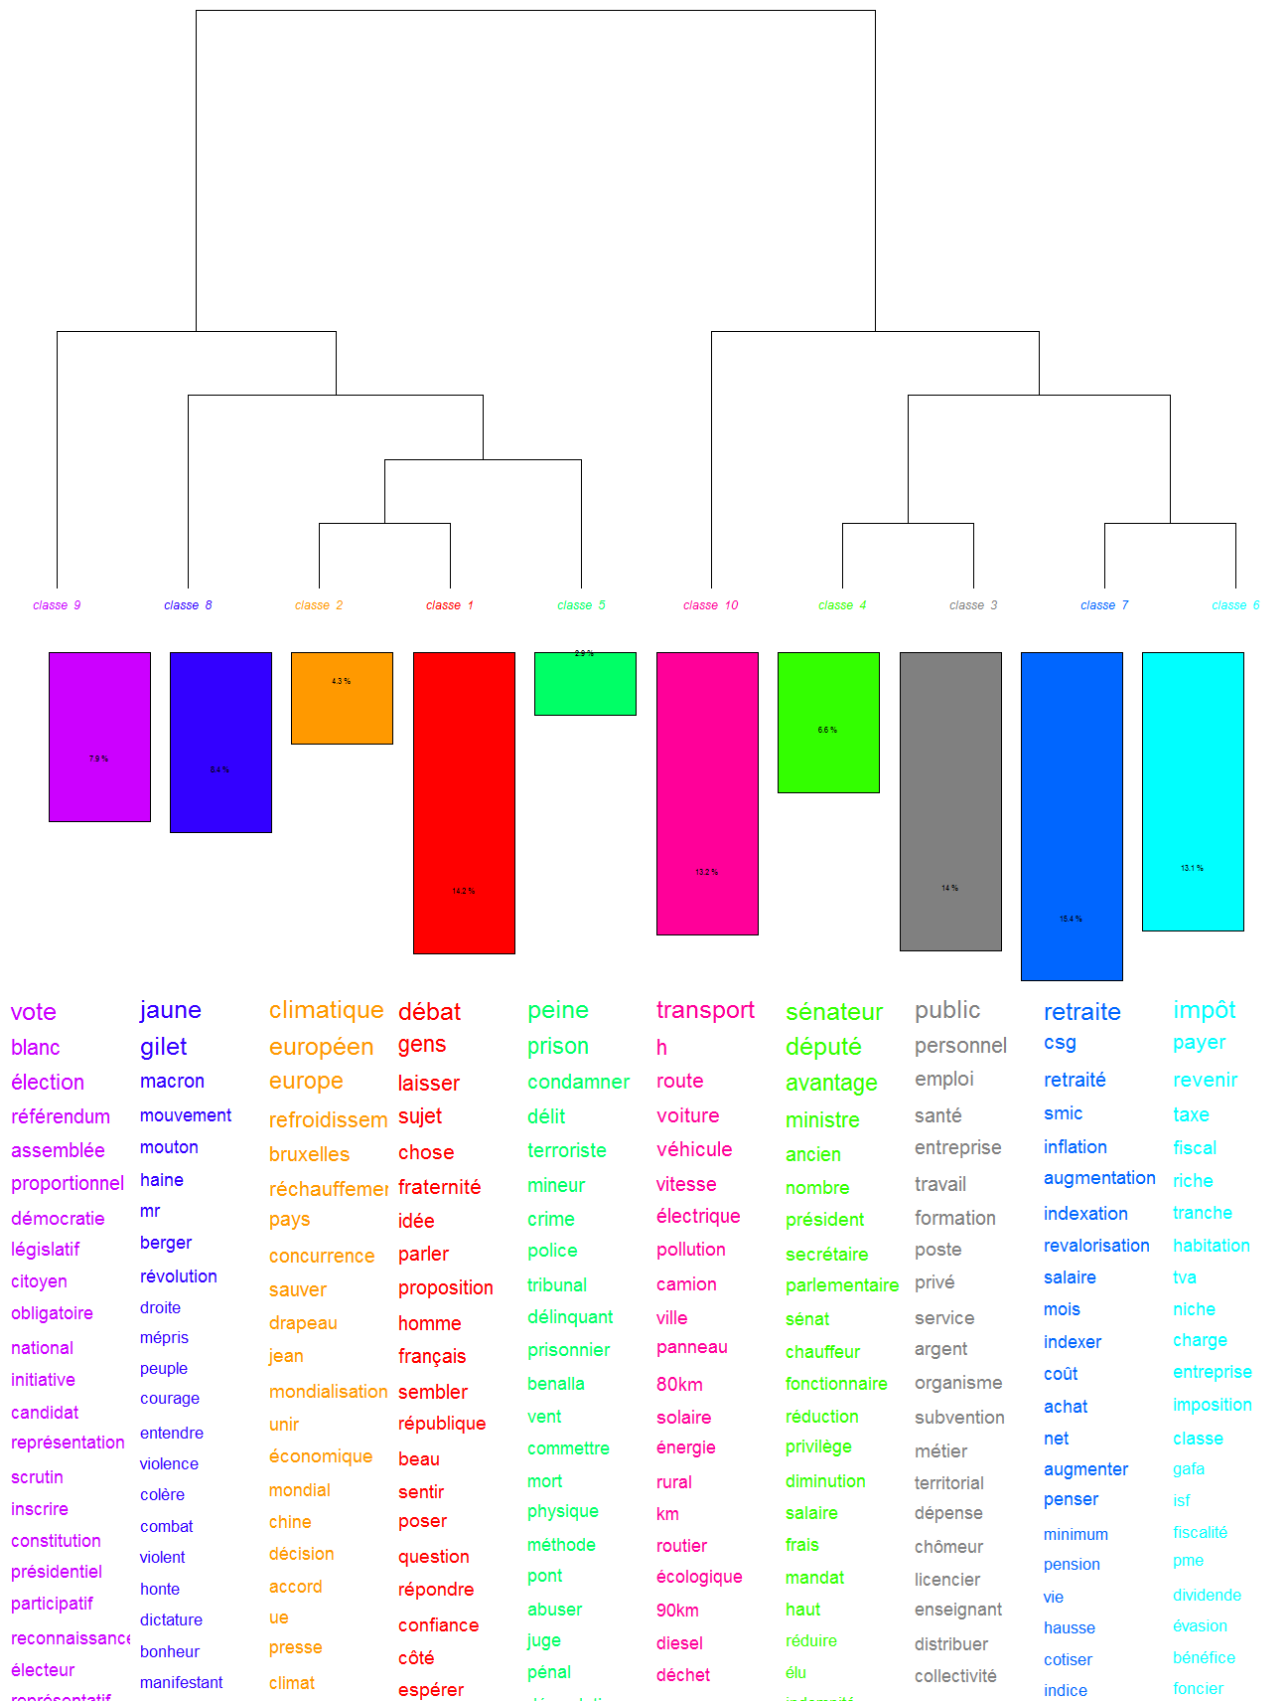 classe 9 classe 8 classe 2 classe 1 classe 5 classe 10 classe 4 classe 3 classe 7 classe 6
7.9 % 8.4 % 4.3 % 14.2 % 2.9 % 13.2 % 6.6 % 14 % 15.4 % 13.1 %
vote jaune climatique débat peine transport sénateur public retraite impôt
blanc gilet européen gens prison h député personnel csg payer
élection macron europe laisser condamner route avantage emploi retraité revenir
référendum mouvement refroidissem sujet délit voiture ministre santé smic taxe
assemblée mouton bruxelles chose terroriste véhicule ancien entreprise inflation fiscal
proportionnel haine réchauffemer fraternité mineur vitesse nombre travail augmentation riche
démocratie mr pays idée crime électrique président formation indexation tranche
législatif berger concurrence parler police pollution secrétaire poste revalorisation habitation
citoyen révolution sauver proposition tribunal camion parlementaire privé salaire tva
obligatoire droite drapeau homme délinquant ville sénat service mois niche
national mépris jean français prisonnier panneau chauffeur argent indexer charge
initiative peuple mondialisation sembler benalla 80km fonctionnaire organisme coût entreprise
candidat courage unir république vent solaire réduction subvention achat imposition
représentation entendre économique beau commettre énergie privilège métier net classe
scrutin violence mondial sentir mort rural diminution territorial augmenter gafa
inscrire colère chine poser physique km salaire dépense penser isf
constitution combat décision question méthode routier frais chômeur minimum fiscalité
présidentiel violent accord répondre pont écologique mandat licencier pension pme
participatif honte ue confiance abuser 90km haut enseignant vie dividende
reconnaissance dictature presse côté juge diesel réduire distribuer hausse évasion
électeur bonheur climat espérer pénal déchet élu collectivité cotiser bénéfice
représentatif manifestant indice foncier